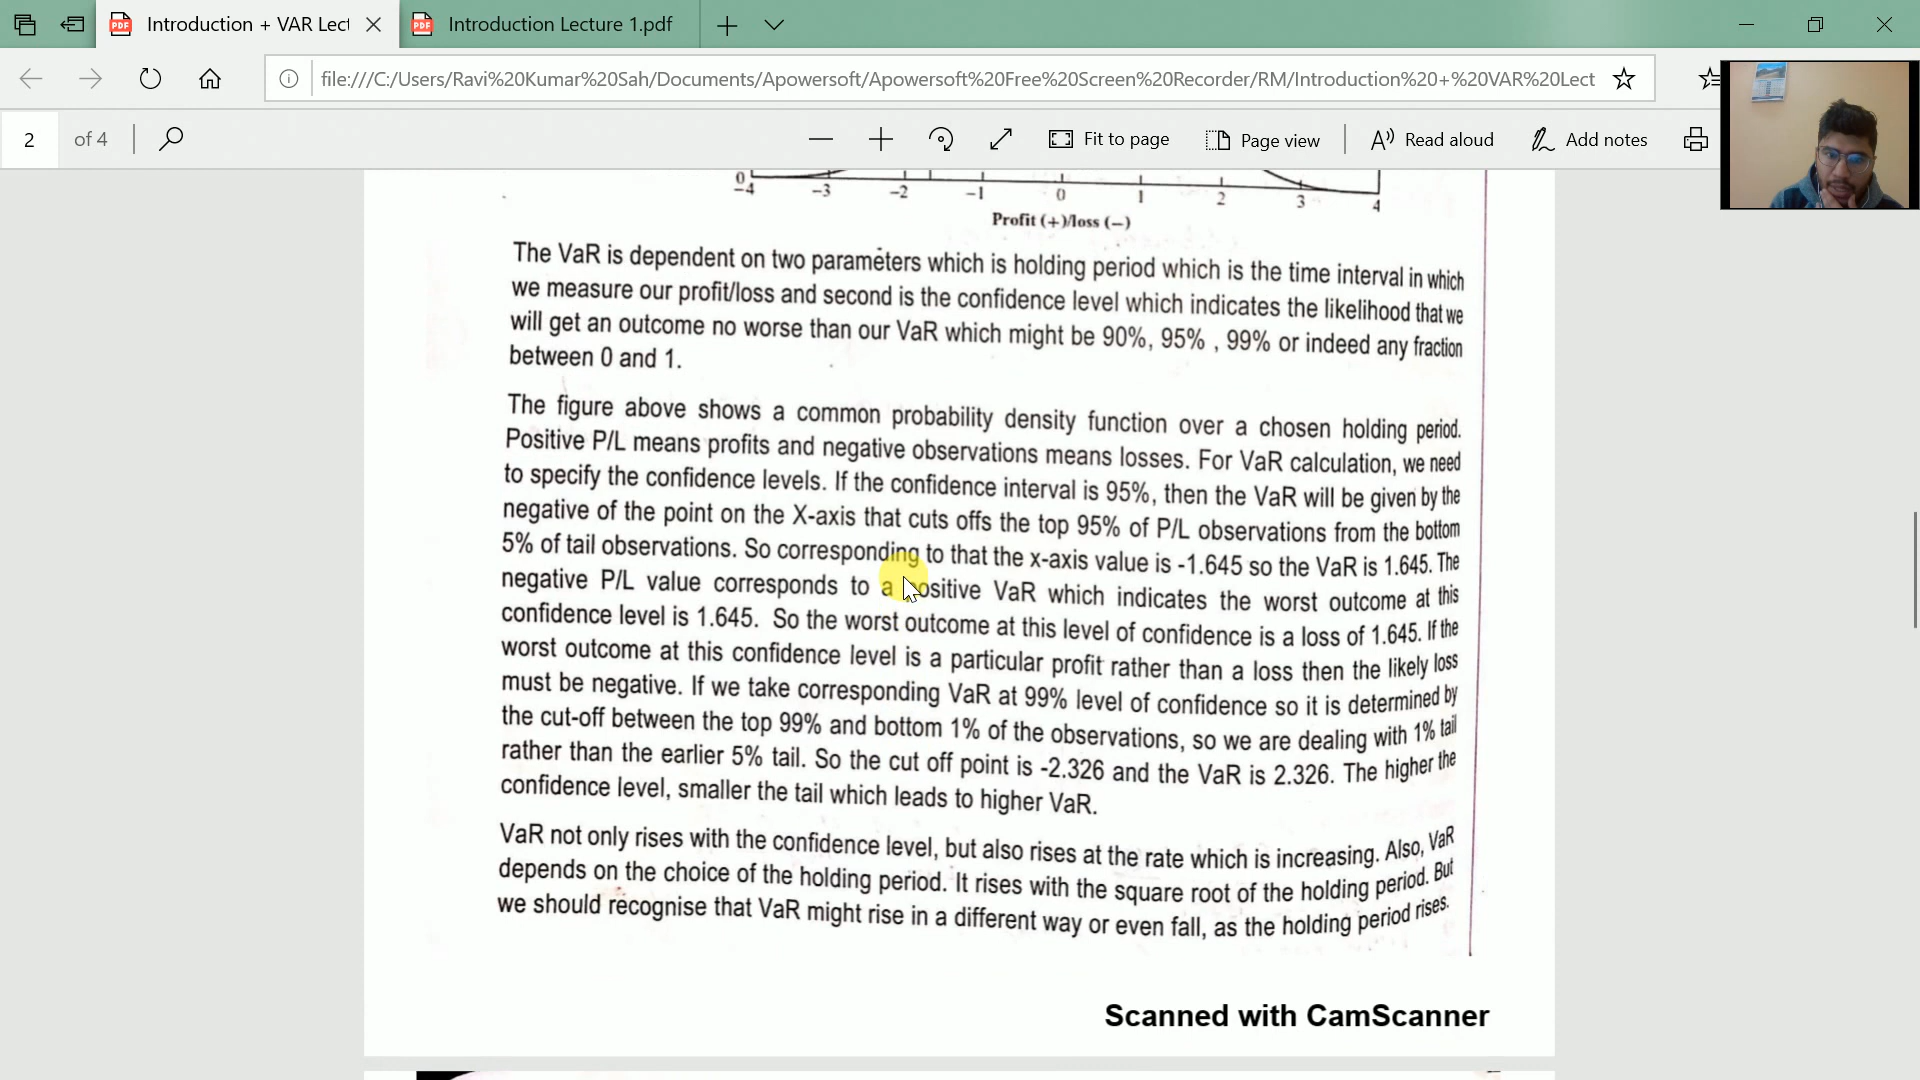 Introduction + VAR Lect
Introduction Lecture 1.pdf
file:///C:/Users/Ravi%20Kumar%20Sah/Documents/Apowersoft/Apowersoft%20Free%20Screen%20Recorder/RM/Introduction%20+%20VAR%20Lect
2 of 4
Fit to page
Page view
Read aloud
Add notes
0
-4 -3 -2 -1 0 1 2 3 4
Profit (+)/loss (-)
The VaR is dependent on two parameters which is holding period which is the time interval in which
we measure our profit/loss and second is the confidence level which indicates the likelihood that we
will get an outcome no worse than our VaR which might be 90%, 95% , 99% or indeed any fraction
between 0 and 1.
The figure above shows a common probability density function over a chosen holding period.
Positive P/L means profits and negative observations means losses. For VaR calculation, we need
to specify the confidence levels. If the confidence interval is 95%, then the VaR will be given by the
negative of the point on the X-axis that cuts offs the top 95% of P/L observations from the bottom
5% of tail observations. So corresponding to that the x-axis value is -1.645 so the VaR is 1.645. The
negative P/L value corresponds to a positive VaR which indicates the worst outcome at this
confidence level is 1.645. So the worst outcome at this level of confidence is a loss of 1.645. If the
worst outcome at this confidence level is a particular profit rather than a loss then the likely loss
must be negative. If we take corresponding VaR at 99% level of confidence so it is determined by
the cut-off between the top 99% and bottom 1% of the observations, so we are dealing with 1% tail
rather than the earlier 5% tail. So the cut off point is -2.326 and the VaR is 2.326. The higher the
confidence level, smaller the tail which leads to higher VaR.
VaR not only rises with the confidence level, but also rises at the rate which is increasing. Also, VaR
depends on the choice of the holding period. It rises with the square root of the holding period. But
we should recognise that VaR might rise in a different way or even fall, as the holding period rises.
Scanned with CamScanner